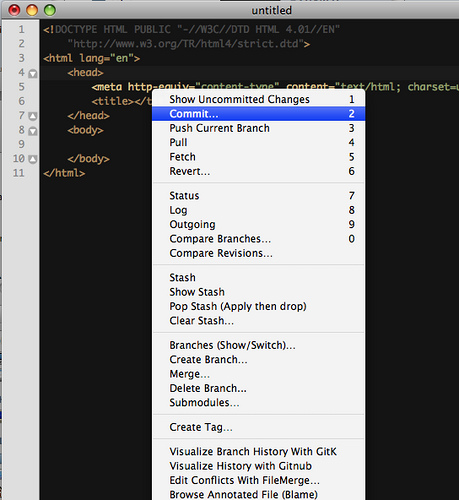 untitled
1 <!DOCTYPE HTML PUBLIC "-//W3C//DTD HTML 4.01//EN"
2 "http://www.w3.org/TR/html4/strict.dtd">
3 <html lang="en">
4 <head>
5 <meta http-equiv="content-type" content="text/html; charset=u
6 <title></t
7 </head>
8 <body>
9
10 </body>
11 </html>
Show Uncommitted Changes 1
Commit... 2
Push Current Branch 3
Pull 4
Fetch 5
Revert... 6
Status 7
Log 8
Outgoing 9
Compare Branches... 0
Compare Revisions...
Stash
Show Stash
Pop Stash (Apply then drop)
Clear Stash...
Branches (Show/Switch)...
Create Branch...
Merge...
Delete Branch...
Submodules...
Create Tag...
Visualize Branch History With GitK
Visualize History with Gitnub
Edit Conflicts With FileMerge...
Browse Annotated File (Blame)